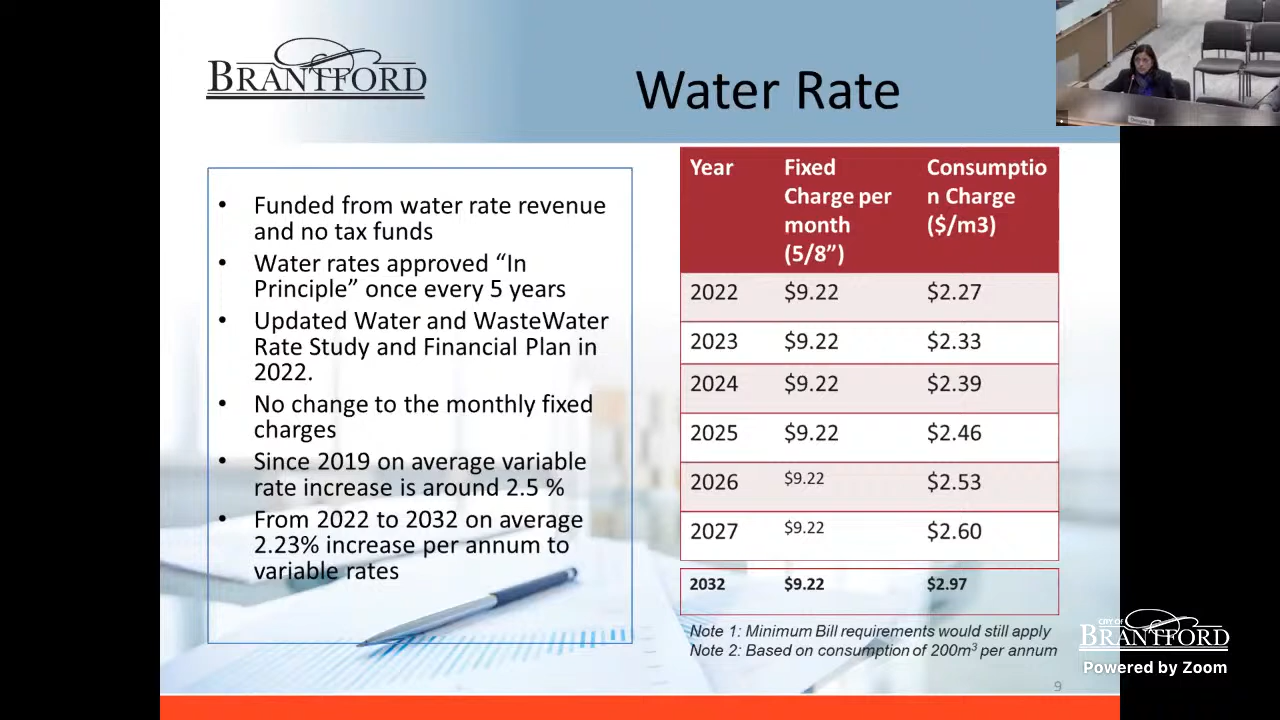 BRANTFORD
Water Rate
• Funded from water rate revenue
and no tax funds
• Water rates approved “In
Principle” once every 5 years
• Updated Water and WasteWater
Rate Study and Financial Plan in
2022.
• No change to the monthly fixed
charges
• Since 2019 on average variable
rate increase is around 2.5 %
• From 2022 to 2032 on average
2.23% increase per annum to
variable rates
Year
Fixed
Charge per
month
(5/8”)
Consumptio
n Charge
($/m3)
2022 $9.22 $2.27
2023 $9.22 $2.33
2024 $9.22 $2.39
2025 $9.22 $2.46
2026 $9.22 $2.53
2027 $9.22 $2.60
2032 $9.22 $2.97
Note 1: Minimum Bill requirements would still apply
Note 2: Based on consumption of 200m³ per annum
9
CITY OF
BRANTFORD
Powered by Zoom